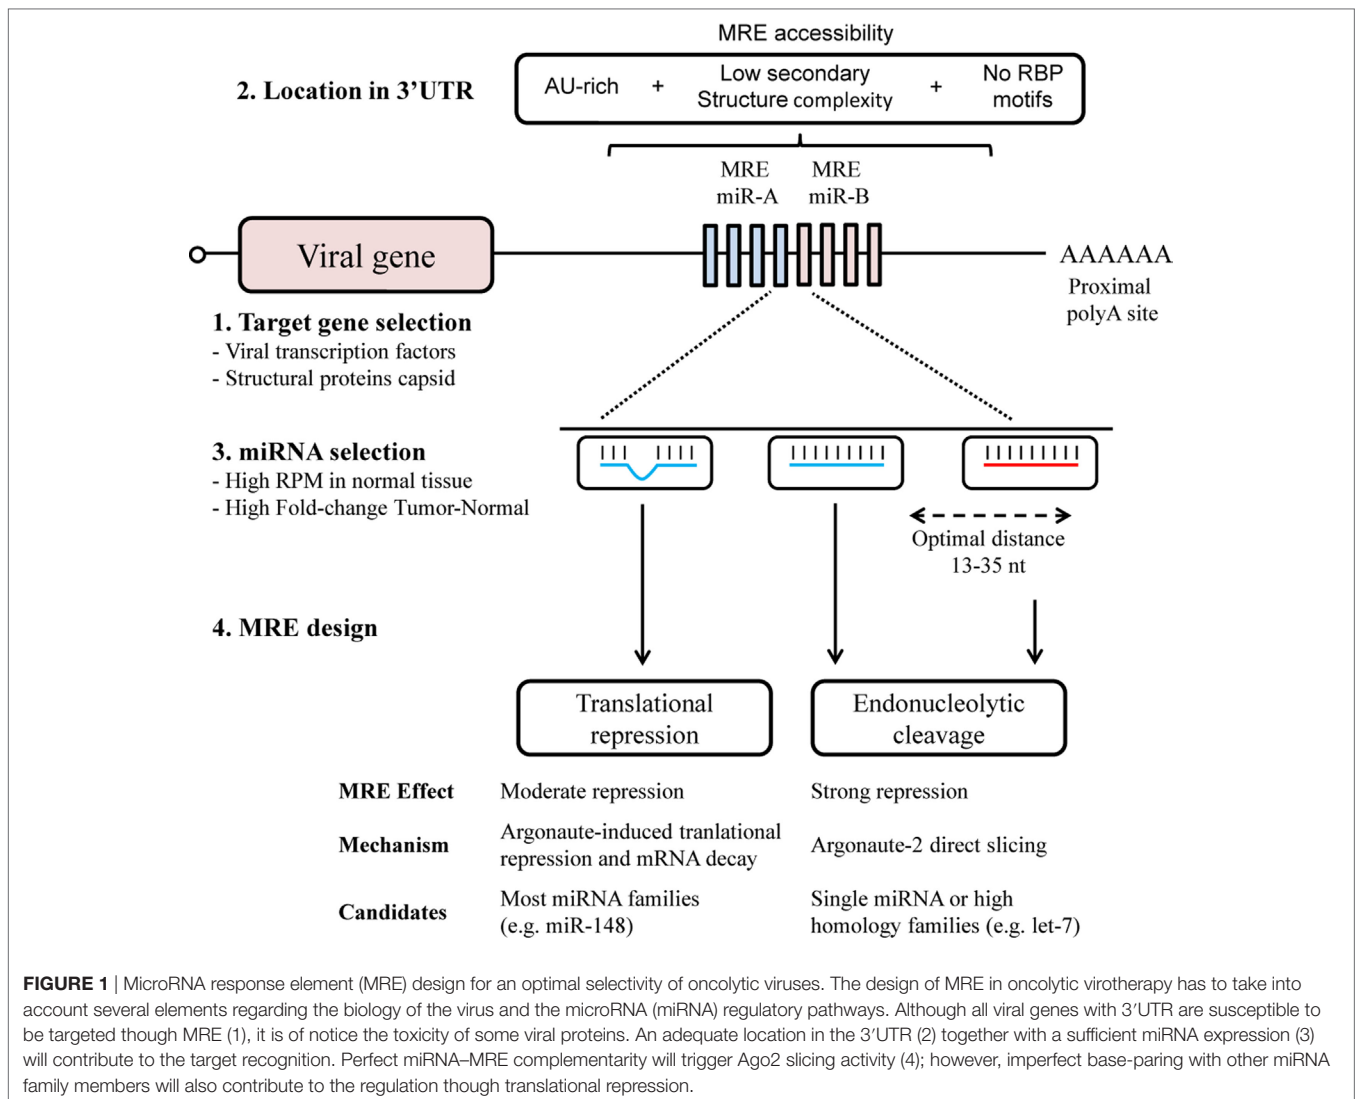 MRE accessibility
2. Location in 3’UTR
AU-rich + Low secondary Structure complexity + No RBP motifs
MRE miR-A
MRE miR-B
Viral gene
AAAAAA
Proximal
polyA site
1. Target gene selection
- Viral transcription factors
- Structural proteins capsid
3. miRNA selection
- High RPM in normal tissue
- High Fold-change Tumor-Normal
Optimal distance
13-35 nt
4. MRE design
Translational
repression
Endonucleolytic
cleavage
MRE Effect
Moderate repression
Strong repression
Mechanism
Argonaute-induced tranlational
repression and mRNA decay
Argonaute-2 direct slicing
Candidates
Most miRNA families
(e.g. miR-148)
Single miRNA or high
homology families (e.g. let-7)
FIGURE 1 | MicroRNA response element (MRE) design for an optimal selectivity of oncolytic viruses. The design of MRE in oncolytic virotherapy has to take into
account several elements regarding the biology of the virus and the microRNA (miRNA) regulatory pathways. Although all viral genes with 3′UTR are susceptible to
be targeted though MRE (1), it is of notice the toxicity of some viral proteins. An adequate location in the 3′UTR (2) together with a sufficient miRNA expression (3)
will contribute to the target recognition. Perfect miRNA–MRE complementarity will trigger Ago2 slicing activity (4); however, imperfect base-paring with other miRNA
family members will also contribute to the regulation though translational repression.